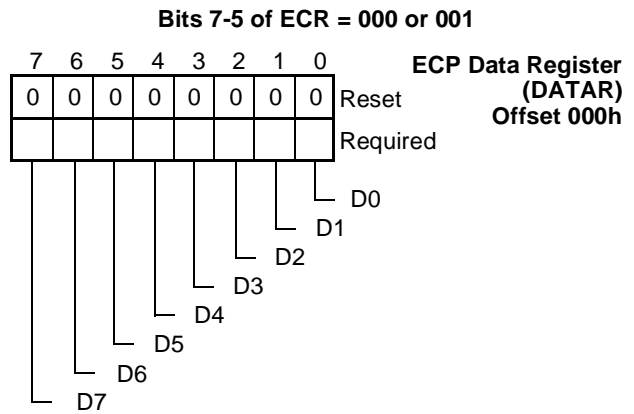 Bits 7-5 of ECR = 000 or 001
7 6 5 4 3 2 1 0
ECP Data Register
(DATAR)
Offset 000h
0 0 0 0 0 0 0 0 Reset
Required
D0
D1
D2
D3
D4
D5
D6
D7